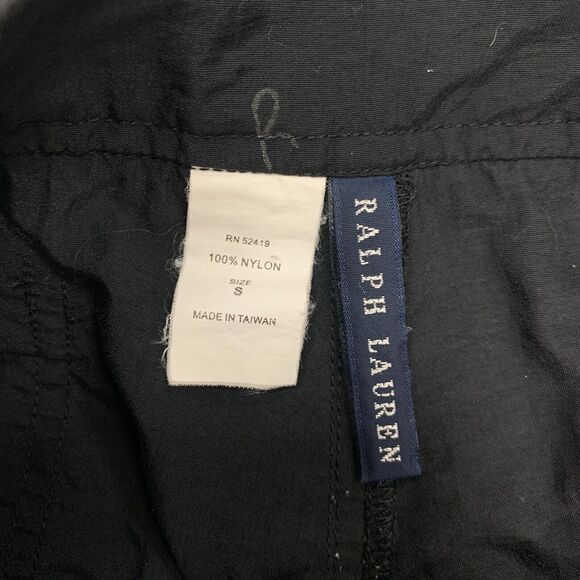 RN 52419
100% NYLON
SIZE
S
MADE IN TAIWAN
RALPH LAUREN